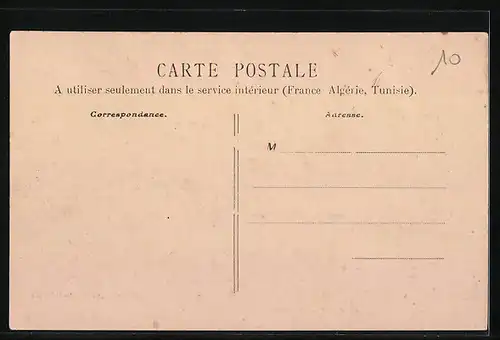 10
CARTE POSTALE
A utiliser seulement dans le service intérieur (France Algérie, Tunisie).
Correspondance.
Adresse.
M